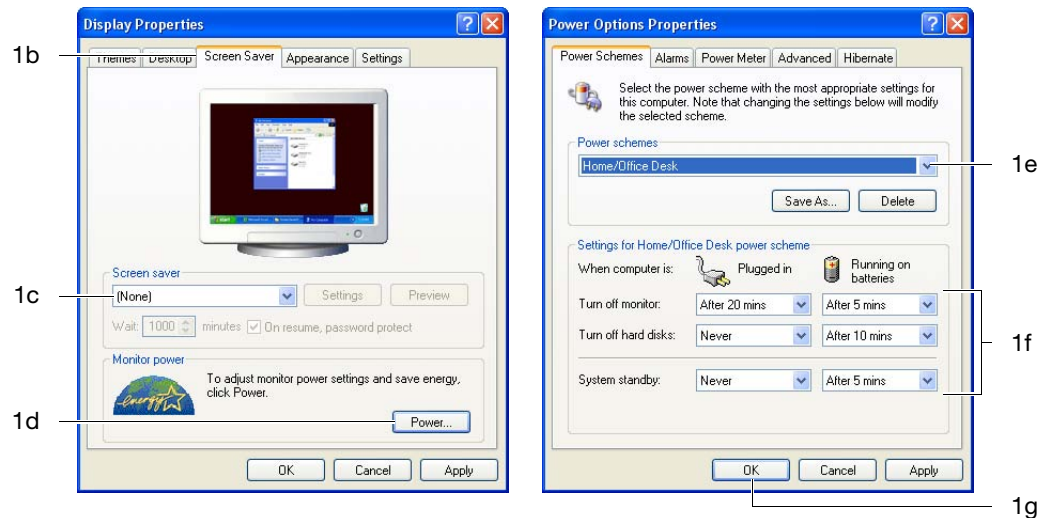 Display Properties
1b
Themes Desktop Screen Saver Appearance Settings
Screen saver
1c
(None)
Settings
Preview
Wait: 1000 minutes On resume, password protect
Monitor power
To adjust monitor power settings and save energy,
click Power.
energy
1d
Power...
OK Cancel Apply
Power Options Properties
Power Schemes Alarms Power Meter Advanced Hibernate
Select the power scheme with the most appropriate settings for
this computer. Note that changing the settings below will modify
the selected scheme.
Power schemes
Home/Office Desk
1e
Save As... Delete
Settings for Home/Office Desk power scheme
When computer is: Plugged in Running on
batteries
Turn off monitor: After 20 mins After 5 mins
Turn off hard disks: Never After 10 mins
1f
System standby: Never After 5 mins
OK Cancel Apply
1g